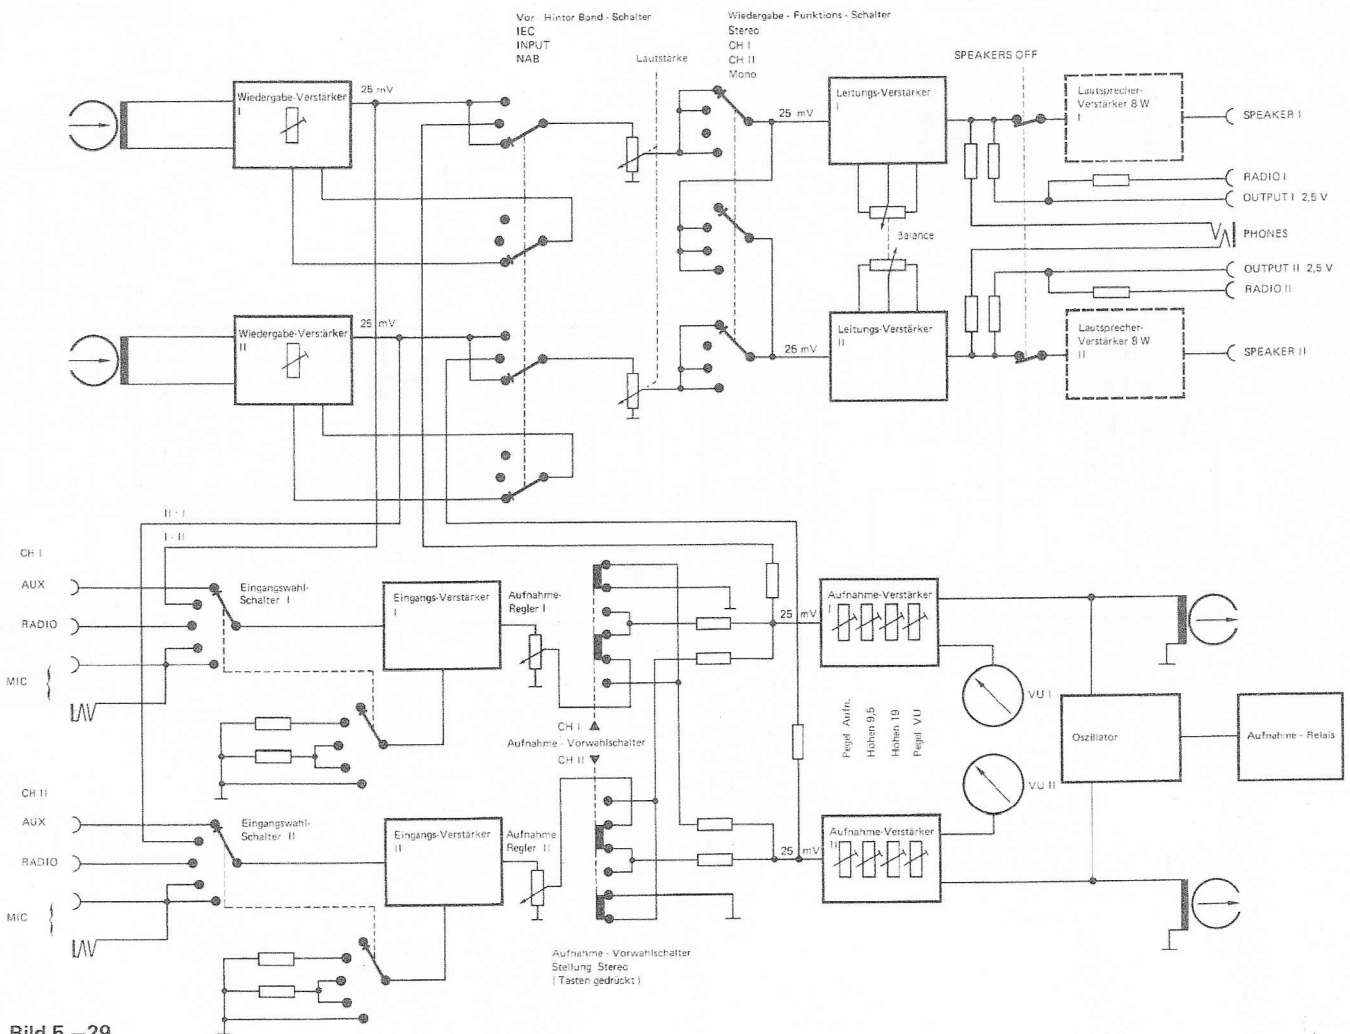 Vor Hinter Band - Schalter
IEC
INPUT
NAB
Wiedergabe - Funktions - Schalter
Stereo
CH I
CH II
Mono
Lautstärke
SPEAKERS OFF
Wiedergabe-Verstärker
I
25 mV
25 mV
Leitungs-Verstärker
I
Lautsprecher-
Verstärker 8 W
I
SPEAKER I
RADIO I
OUTPUT I 2,5 V
PHONES
Balance
OUTPUT II 2,5 V
RADIO II
Wiedergabe-Verstärker
II
25 mV
25 mV
Leitungs-Verstärker
II
Lautsprecher-
Verstärker 8 W
II
SPEAKER II
II - I
I - II
CH I
AUX
RADIO
MIC
Eingangswahl-
Schalter I
Eingangs-Verstärker
I
Aufnahme-
Regler I
25 mV
Aufnahme-Verstärker
I
Pegel Aufn.
Höhen 9,5
Höhen 19
Pegel VU
VU I
VU II
Oszillator
Aufnahme - Relais
CH I
Aufnahme - Vorwahlschalter
CH II
CH II
AUX
RADIO
MIC
Eingangswahl-
Schalter II
Eingangs-Verstärker
II
Aufnahme
Regler II
25 mV
Aufnahme-Verstärker
II
Aufnahme - Vorwahlschalter
Stellung Stereo
( Tasten gedrückt )
Bild 5 – 29